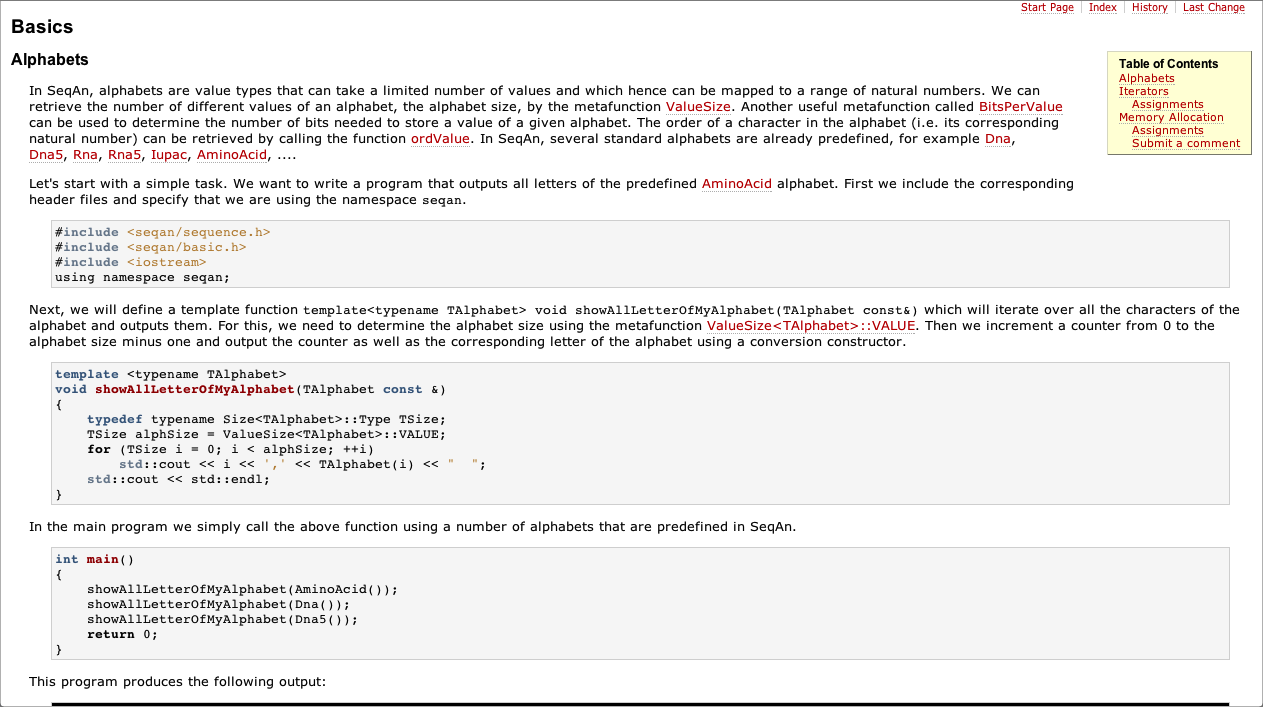 Start Page | Index | History | Last Change
Basics
Alphabets
Table of Contents
Alphabets
Iterators
Assignments
Memory Allocation
Assignments
Submit a comment
In SeqAn, alphabets are value types that can take a limited number of values and which hence can be mapped to a range of natural numbers. We can
retrieve the number of different values of an alphabet, the alphabet size, by the metafunction ValueSize. Another useful metafunction called BitsPerValue
can be used to determine the number of bits needed to store a value of a given alphabet. The order of a character in the alphabet (i.e. its corresponding
natural number) can be retrieved by calling the function ordValue. In SeqAn, several standard alphabets are already predefined, for example Dna,
Dna5, Rna, Rna5, Iupac, AminoAcid, ....
Let's start with a simple task. We want to write a program that outputs all letters of the predefined AminoAcid alphabet. First we include the corresponding
header files and specify that we are using the namespace seqan.
#include <seqan/sequence.h>
#include <seqan/basic.h>
#include <iostream>
using namespace seqan;
Next, we will define a template function template<typename TAlphabet> void showAllLetterOfMyAlphabet(TAlphabet const&) which will iterate over all the characters of the
alphabet and outputs them. For this, we need to determine the alphabet size using the metafunction ValueSize<TAlphabet>::VALUE. Then we increment a counter from 0 to the
alphabet size minus one and output the counter as well as the corresponding letter of the alphabet using a conversion constructor.
template <typename TAlphabet>
void showAllLetterOfMyAlphabet(TAlphabet const &)
{
    typedef typename Size<TAlphabet>::Type TSize;
    TSize alphSize = ValueSize<TAlphabet>::VALUE;
    for (TSize i = 0; i < alphSize; ++i)
        std::cout << i << ',' << TAlphabet(i) << "  ";
    std::cout << std::endl;
}
In the main program we simply call the above function using a number of alphabets that are predefined in SeqAn.
int main()
{
    showAllLetterOfMyAlphabet(AminoAcid());
    showAllLetterOfMyAlphabet(Dna());
    showAllLetterOfMyAlphabet(Dna5());
    return 0;
}
This program produces the following output: